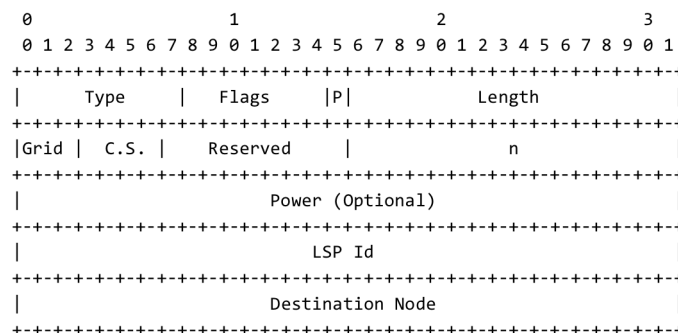 0                   1                   2                   3
0 1 2 3 4 5 6 7 8 9 0 1 2 3 4 5 6 7 8 9 0 1 2 3 4 5 6 7 8 9 0 1
+-+-+-+-+-+-+-+-+-+-+-+-+-+-+-+-+-+-+-+-+-+-+-+-+-+-+-+-+-+-+-+-
|      Type     |   Flags     |P|            Length
+-+-+-+-+-+-+-+-+-+-+-+-+-+-+-+-+-+-+-+-+-+-+-+-+-+-+-+-+-+-+-+-
|Grid |  C.S. |    Reserved     |               n
+-+-+-+-+-+-+-+-+-+-+-+-+-+-+-+-+-+-+-+-+-+-+-+-+-+-+-+-+-+-+-+-
|                        Power (Optional)
+-+-+-+-+-+-+-+-+-+-+-+-+-+-+-+-+-+-+-+-+-+-+-+-+-+-+-+-+-+-+-+-
|                            LSP Id
+-+-+-+-+-+-+-+-+-+-+-+-+-+-+-+-+-+-+-+-+-+-+-+-+-+-+-+-+-+-+-+-
|                        Destination Node
+-+-+-+-+-+-+-+-+-+-+-+-+-+-+-+-+-+-+-+-+-+-+-+-+-+-+-+-+-+-+-+-